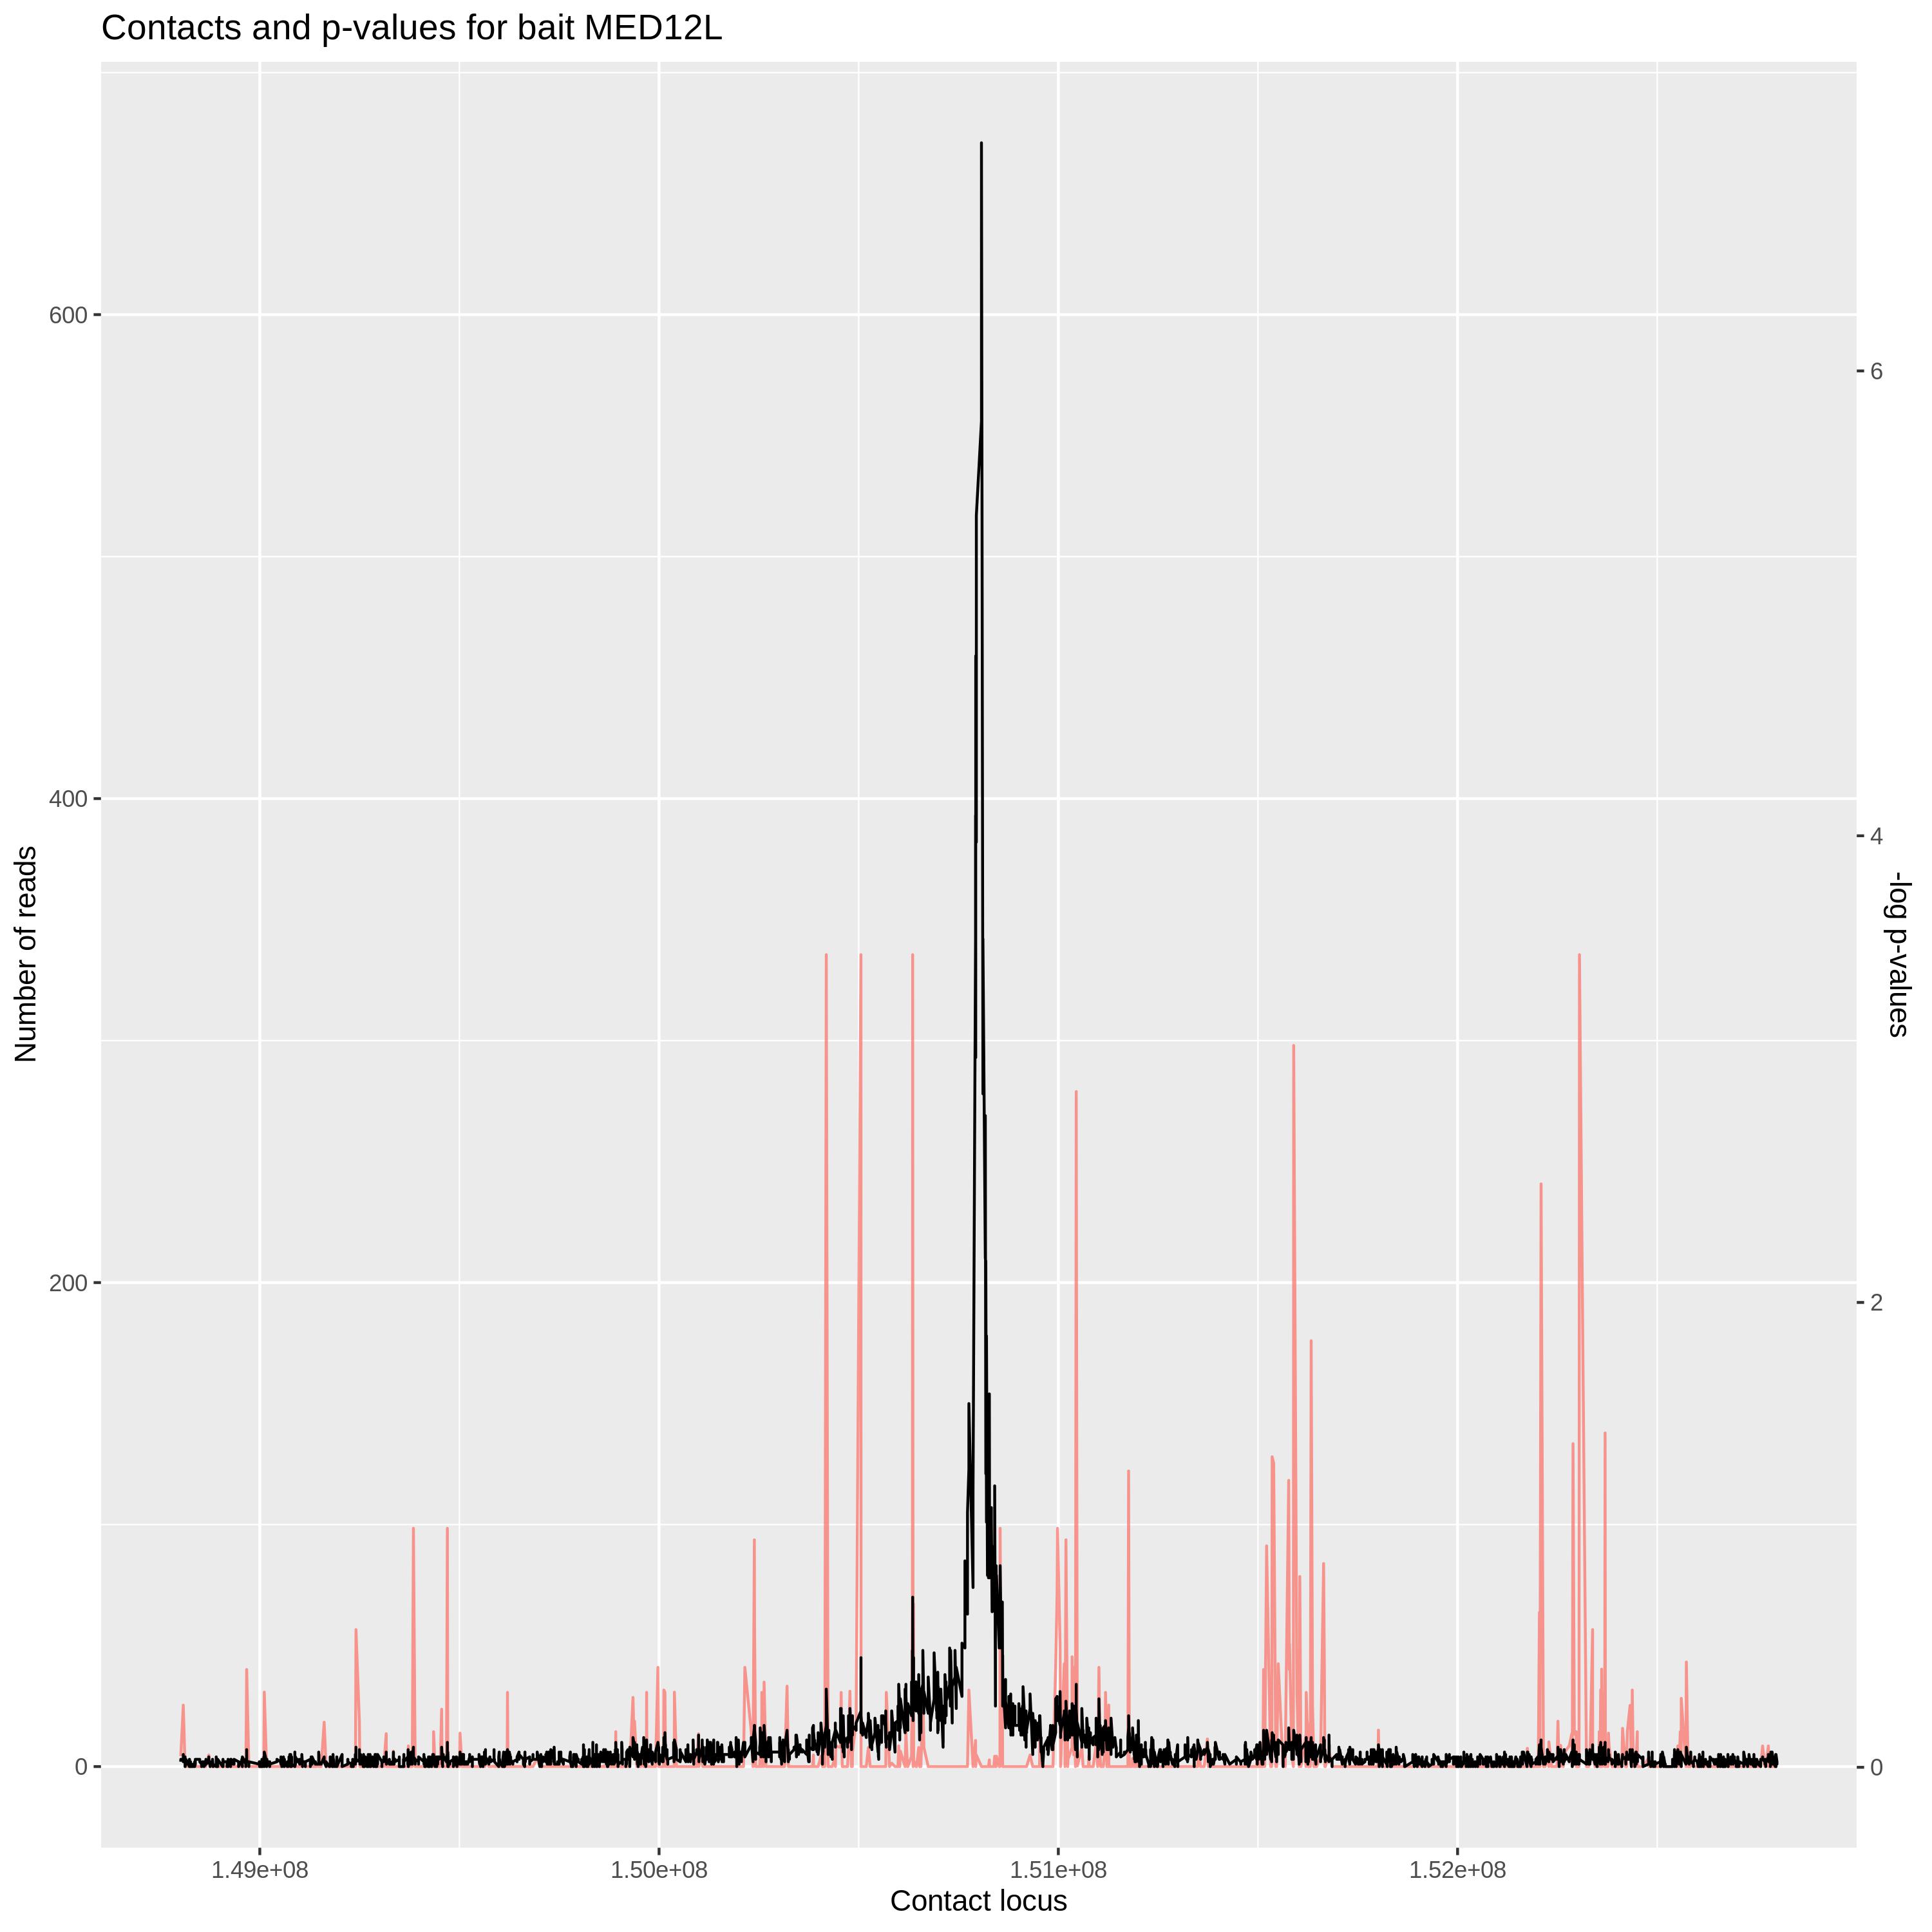 Contacts and p-values for bait MED12L
600
400
200
0
Number of reads
6
4
2
0
-log p-values
1.49e+08
1.50e+08
1.51e+08
1.52e+08
Contact locus